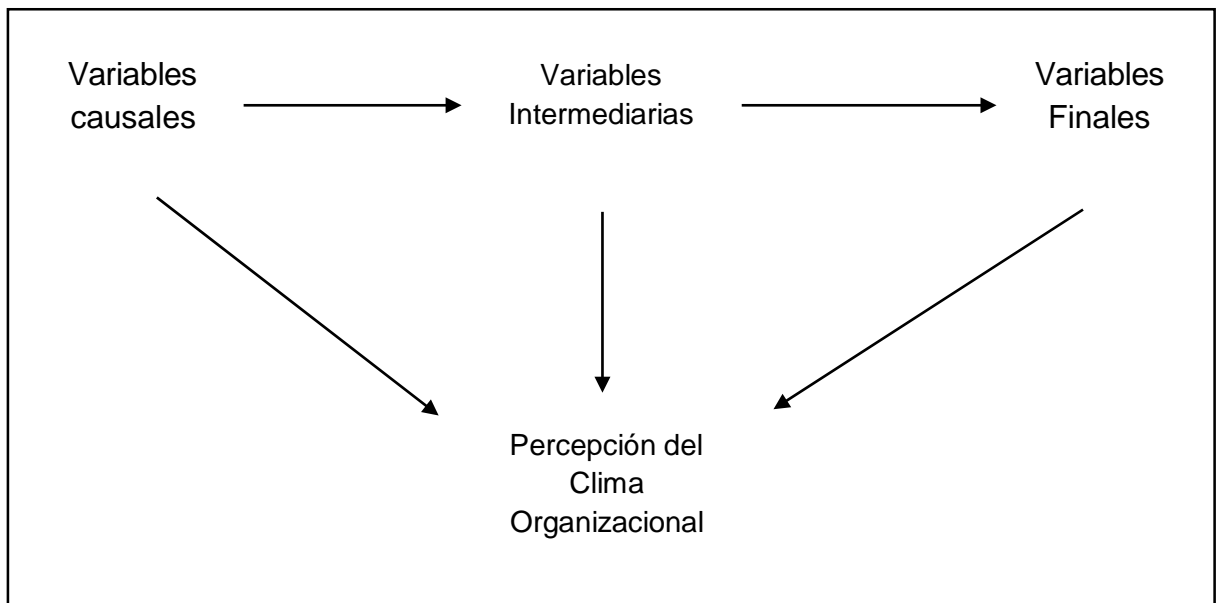 Variables
causales
Variables
Intermediarias
Variables
Finales
Percepción del
Clima
Organizacional